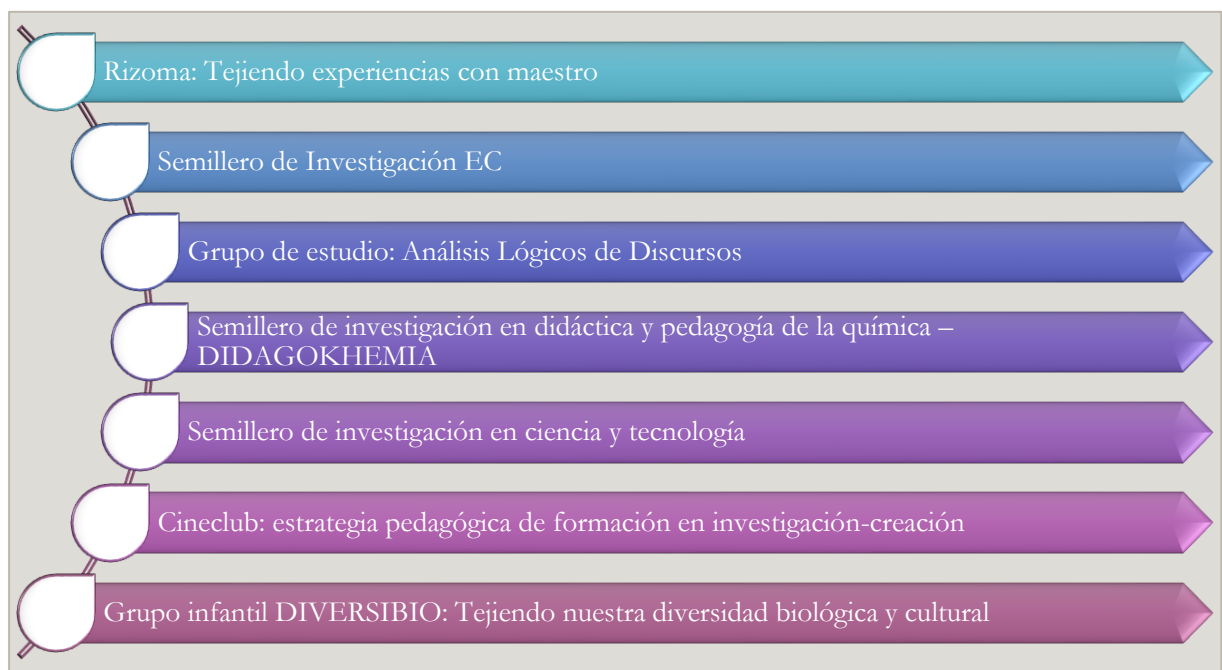 Rizoma: Tejiendo experiencias con maestro
Semillero de Investigación EC
Grupo de estudio: Análisis Lógicos de Discursos
Semillero de investigación en didáctica y pedagogía de la química –
DIDAGOKHEMIA
Semillero de investigación en ciencia y tecnología
Cineclub: estrategia pedagógica de formación en investigación-creación
Grupo infantil DIVERSIBIO: Tejiendo nuestra diversidad biológica y cultural